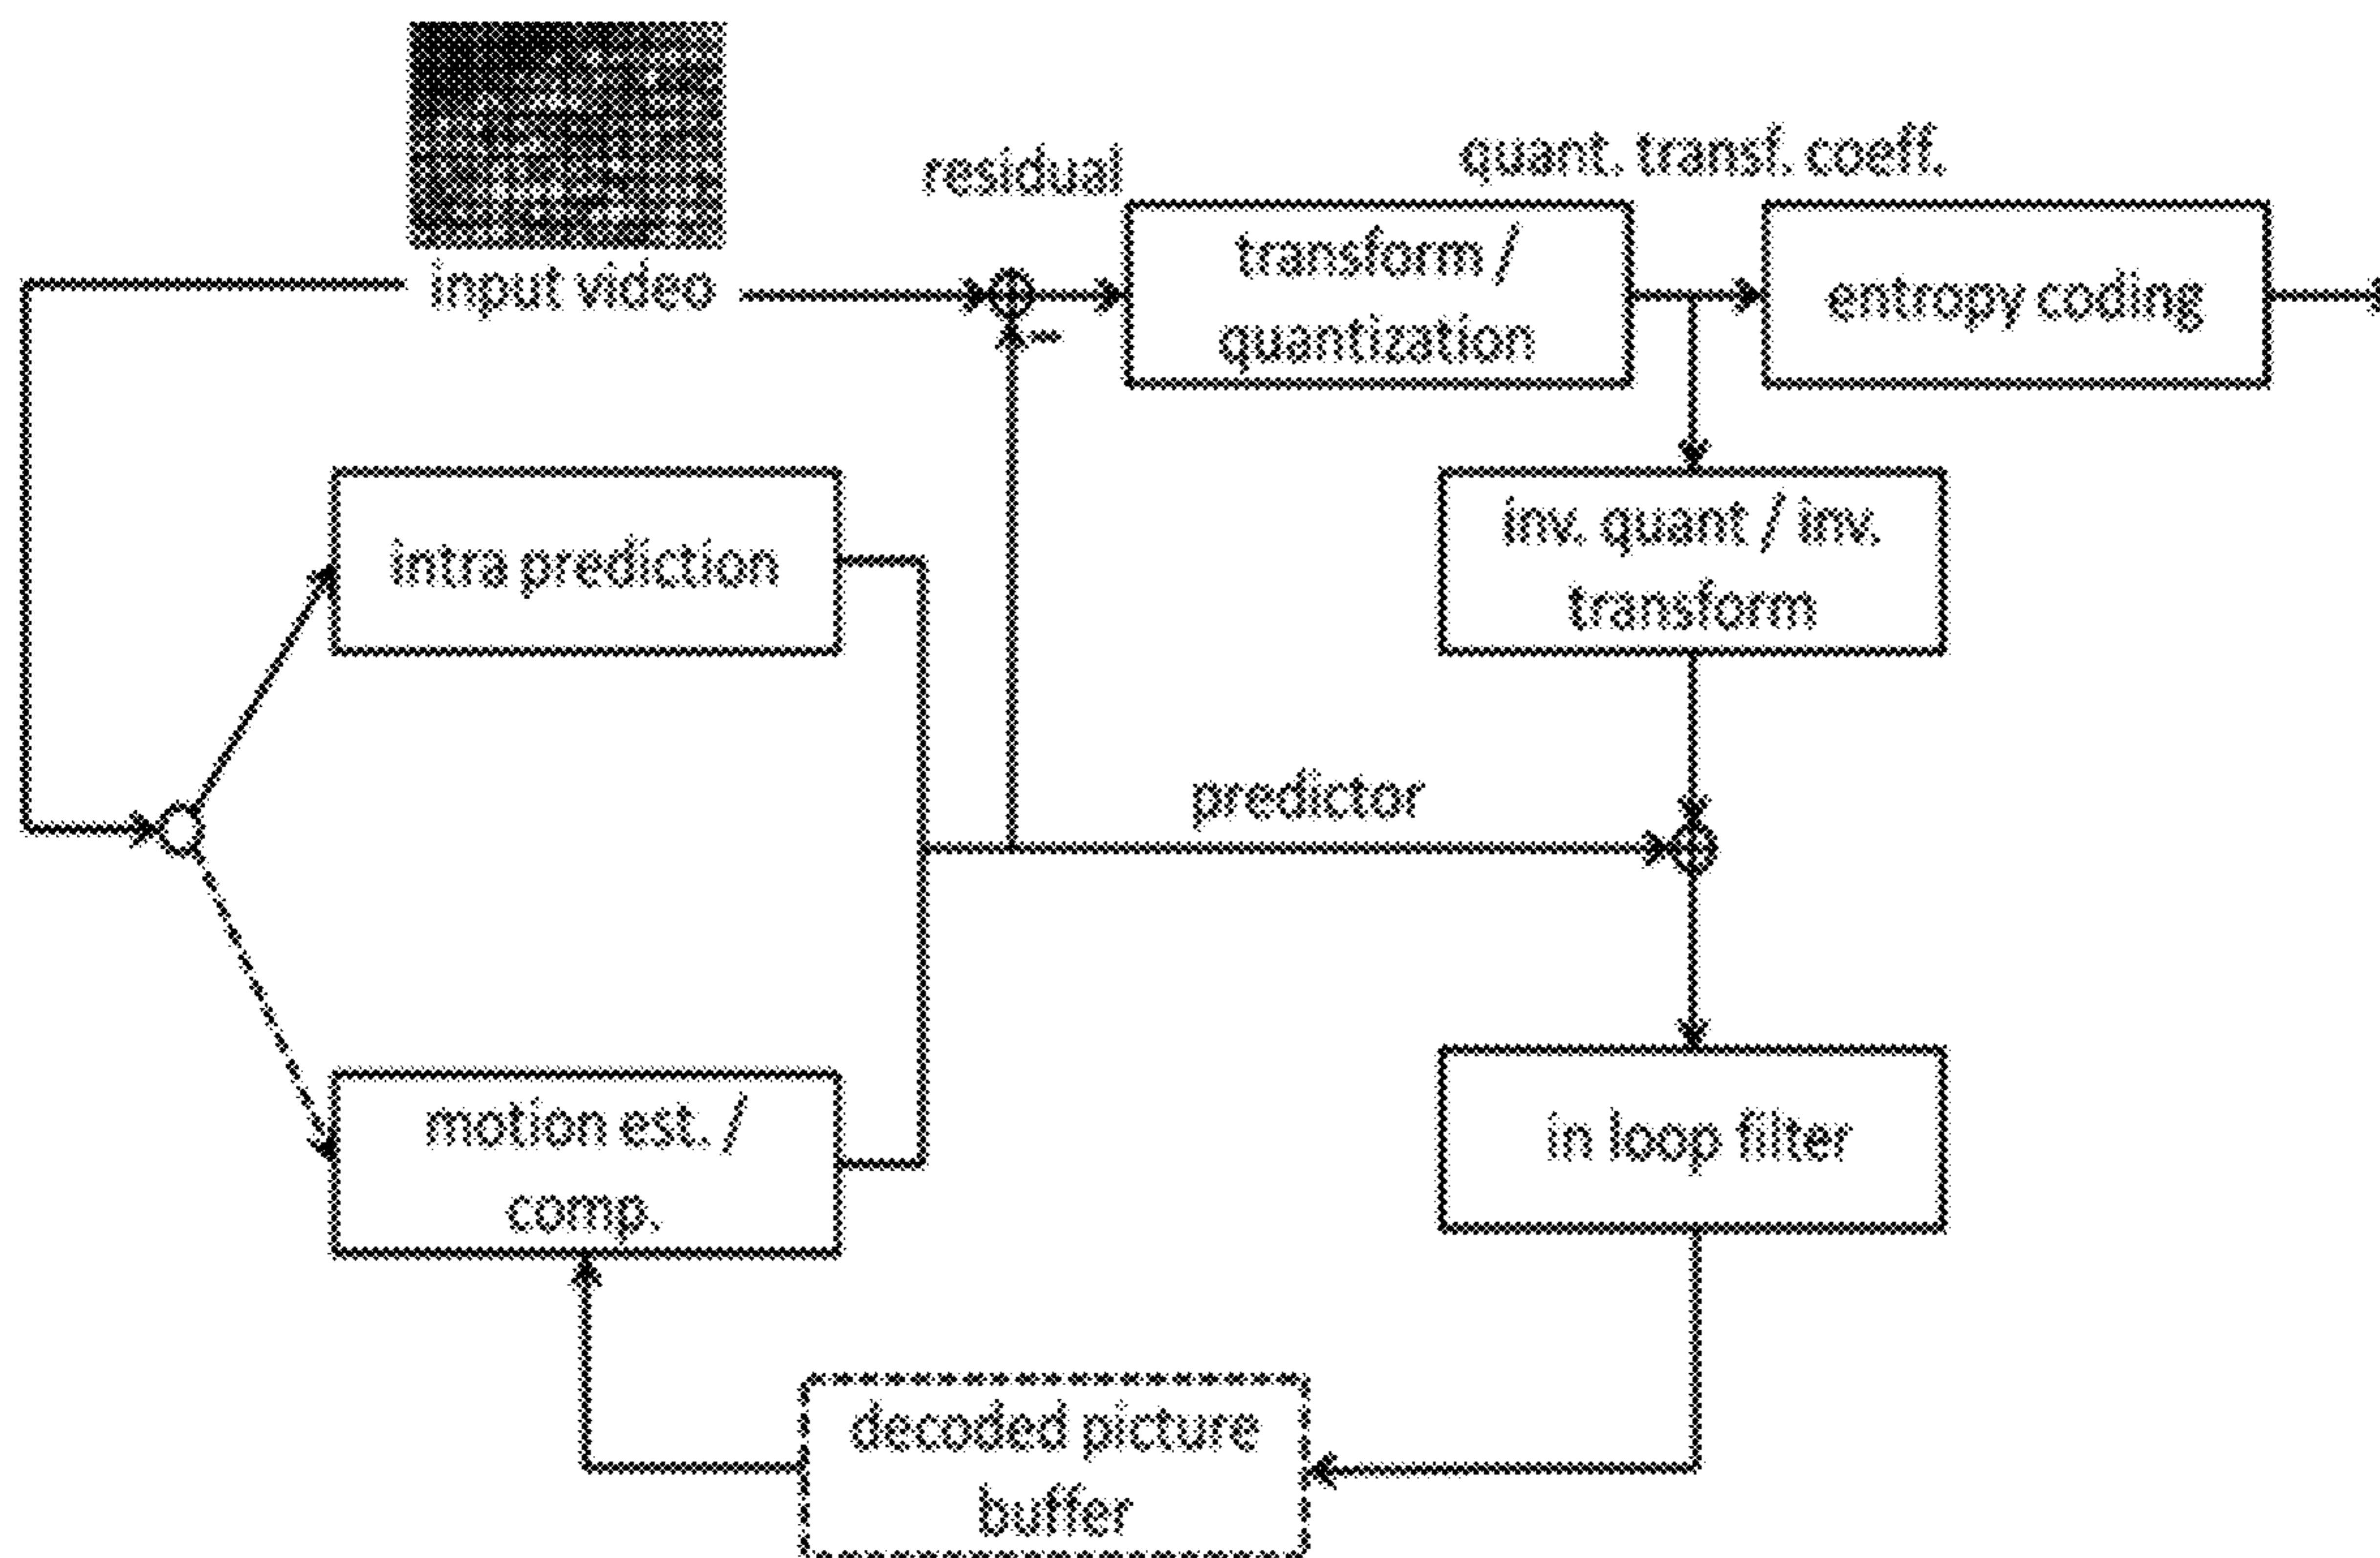 residual
quant. transf. coeff.
input video
transform /
quantization
entropy coding
intra prediction
inv. quant / inv.
transform
predictor
motion est. /
comp.
in loop filter
decoded picture
buffer